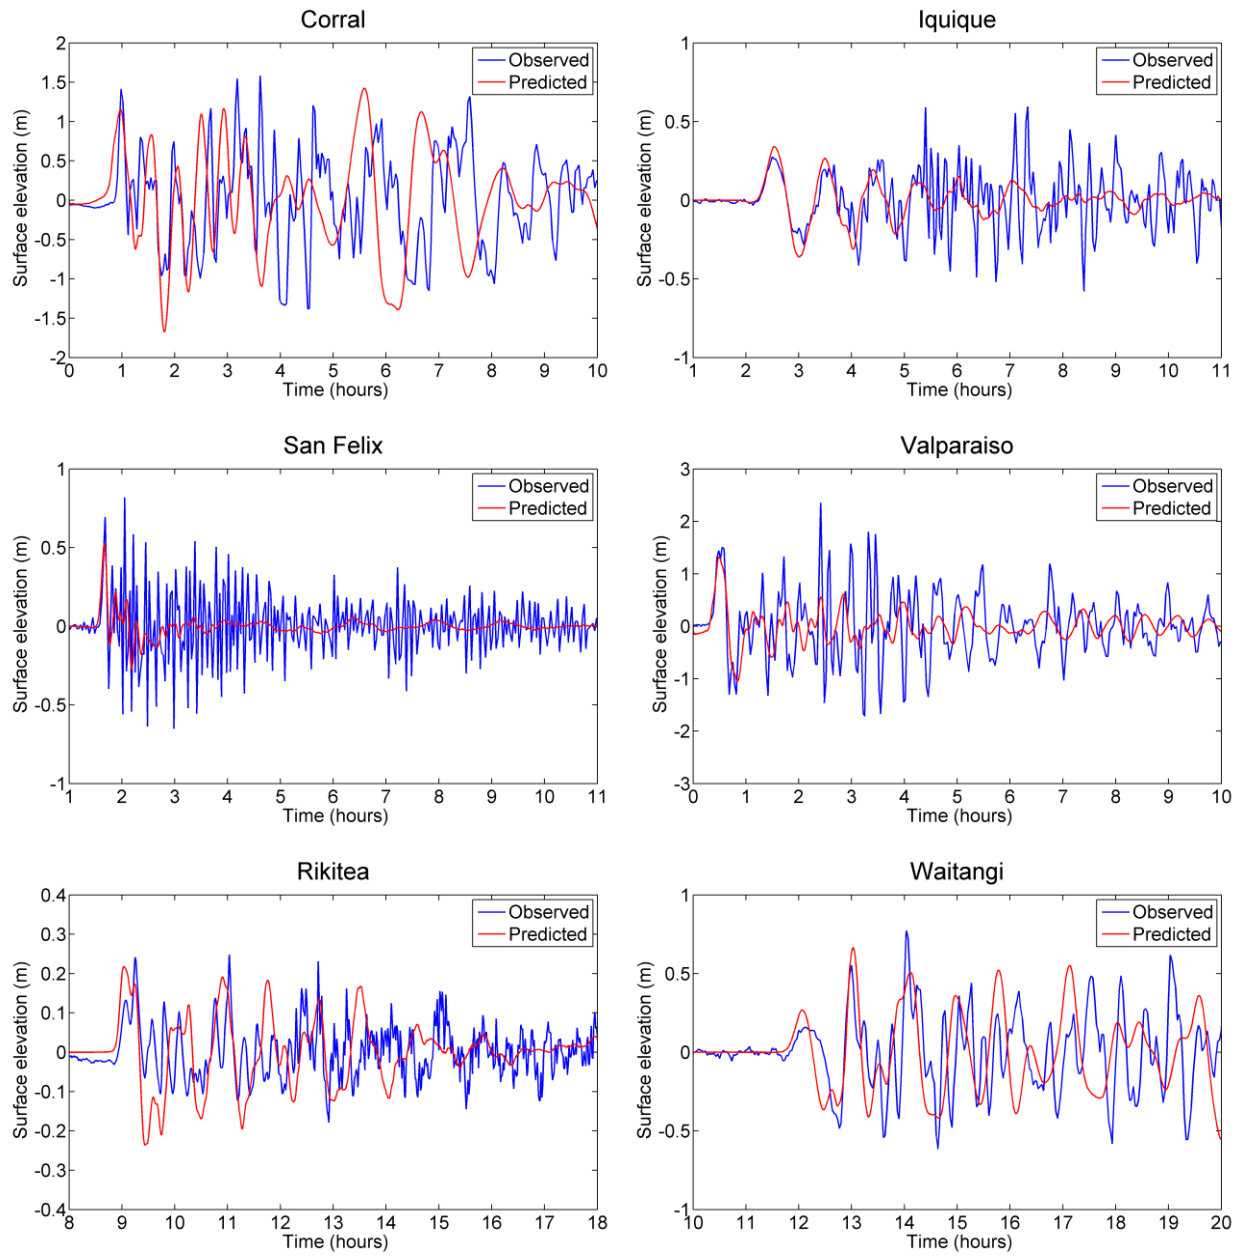 Corral
Observed
Predicted
Surface elevation (m)
2
1.5
1
0.5
0
-0.5
-1
-1.5
-2
0 1 2 3 4 5 6 7 8 9 10
Time (hours)
Iquique
Observed
Predicted
Surface elevation (m)
1
0.5
0
-0.5
-1
1 2 3 4 5 6 7 8 9 10 11
Time (hours)
San Felix
Observed
Predicted
Surface elevation (m)
1
0.5
0
-0.5
-1
1 2 3 4 5 6 7 8 9 10 11
Time (hours)
Valparaiso
Observed
Predicted
Surface elevation (m)
3
2
1
0
-1
-2
-3
0 1 2 3 4 5 6 7 8 9 10
Time (hours)
Rikitea
Observed
Predicted
Surface elevation (m)
0.4
0.3
0.2
0.1
0
-0.1
-0.2
-0.3
-0.4
8 9 10 11 12 13 14 15 16 17 18
Time (hours)
Waitangi
Observed
Predicted
Surface elevation (m)
1
0.5
0
-0.5
-1
10 11 12 13 14 15 16 17 18 19 20
Time (hours)